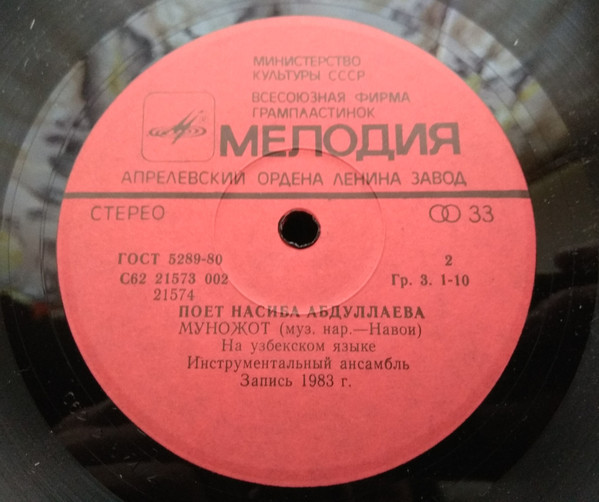 МИНИСТЕРСТВО
КУЛЬТУРЫ СССР
ВСЕСОЮЗНАЯ ФИРМА
ГРАМПЛАСТИНОК
МЕЛОДИЯ
АПРЕЛЕВСКИЙ ОРДЕНА ЛЕНИНА ЗАВОД
СТЕРЕО 33
ГОСТ 5289-80 2
С62 21573 002 Гр. 3. 1-10
21574
ПОЕТ НАСИБА АБДУЛЛАЕВА
МУНОЖОТ (муз. нар.—Навои)
На узбекском языке
Инструментальный ансамбль
Запись 1983 г.